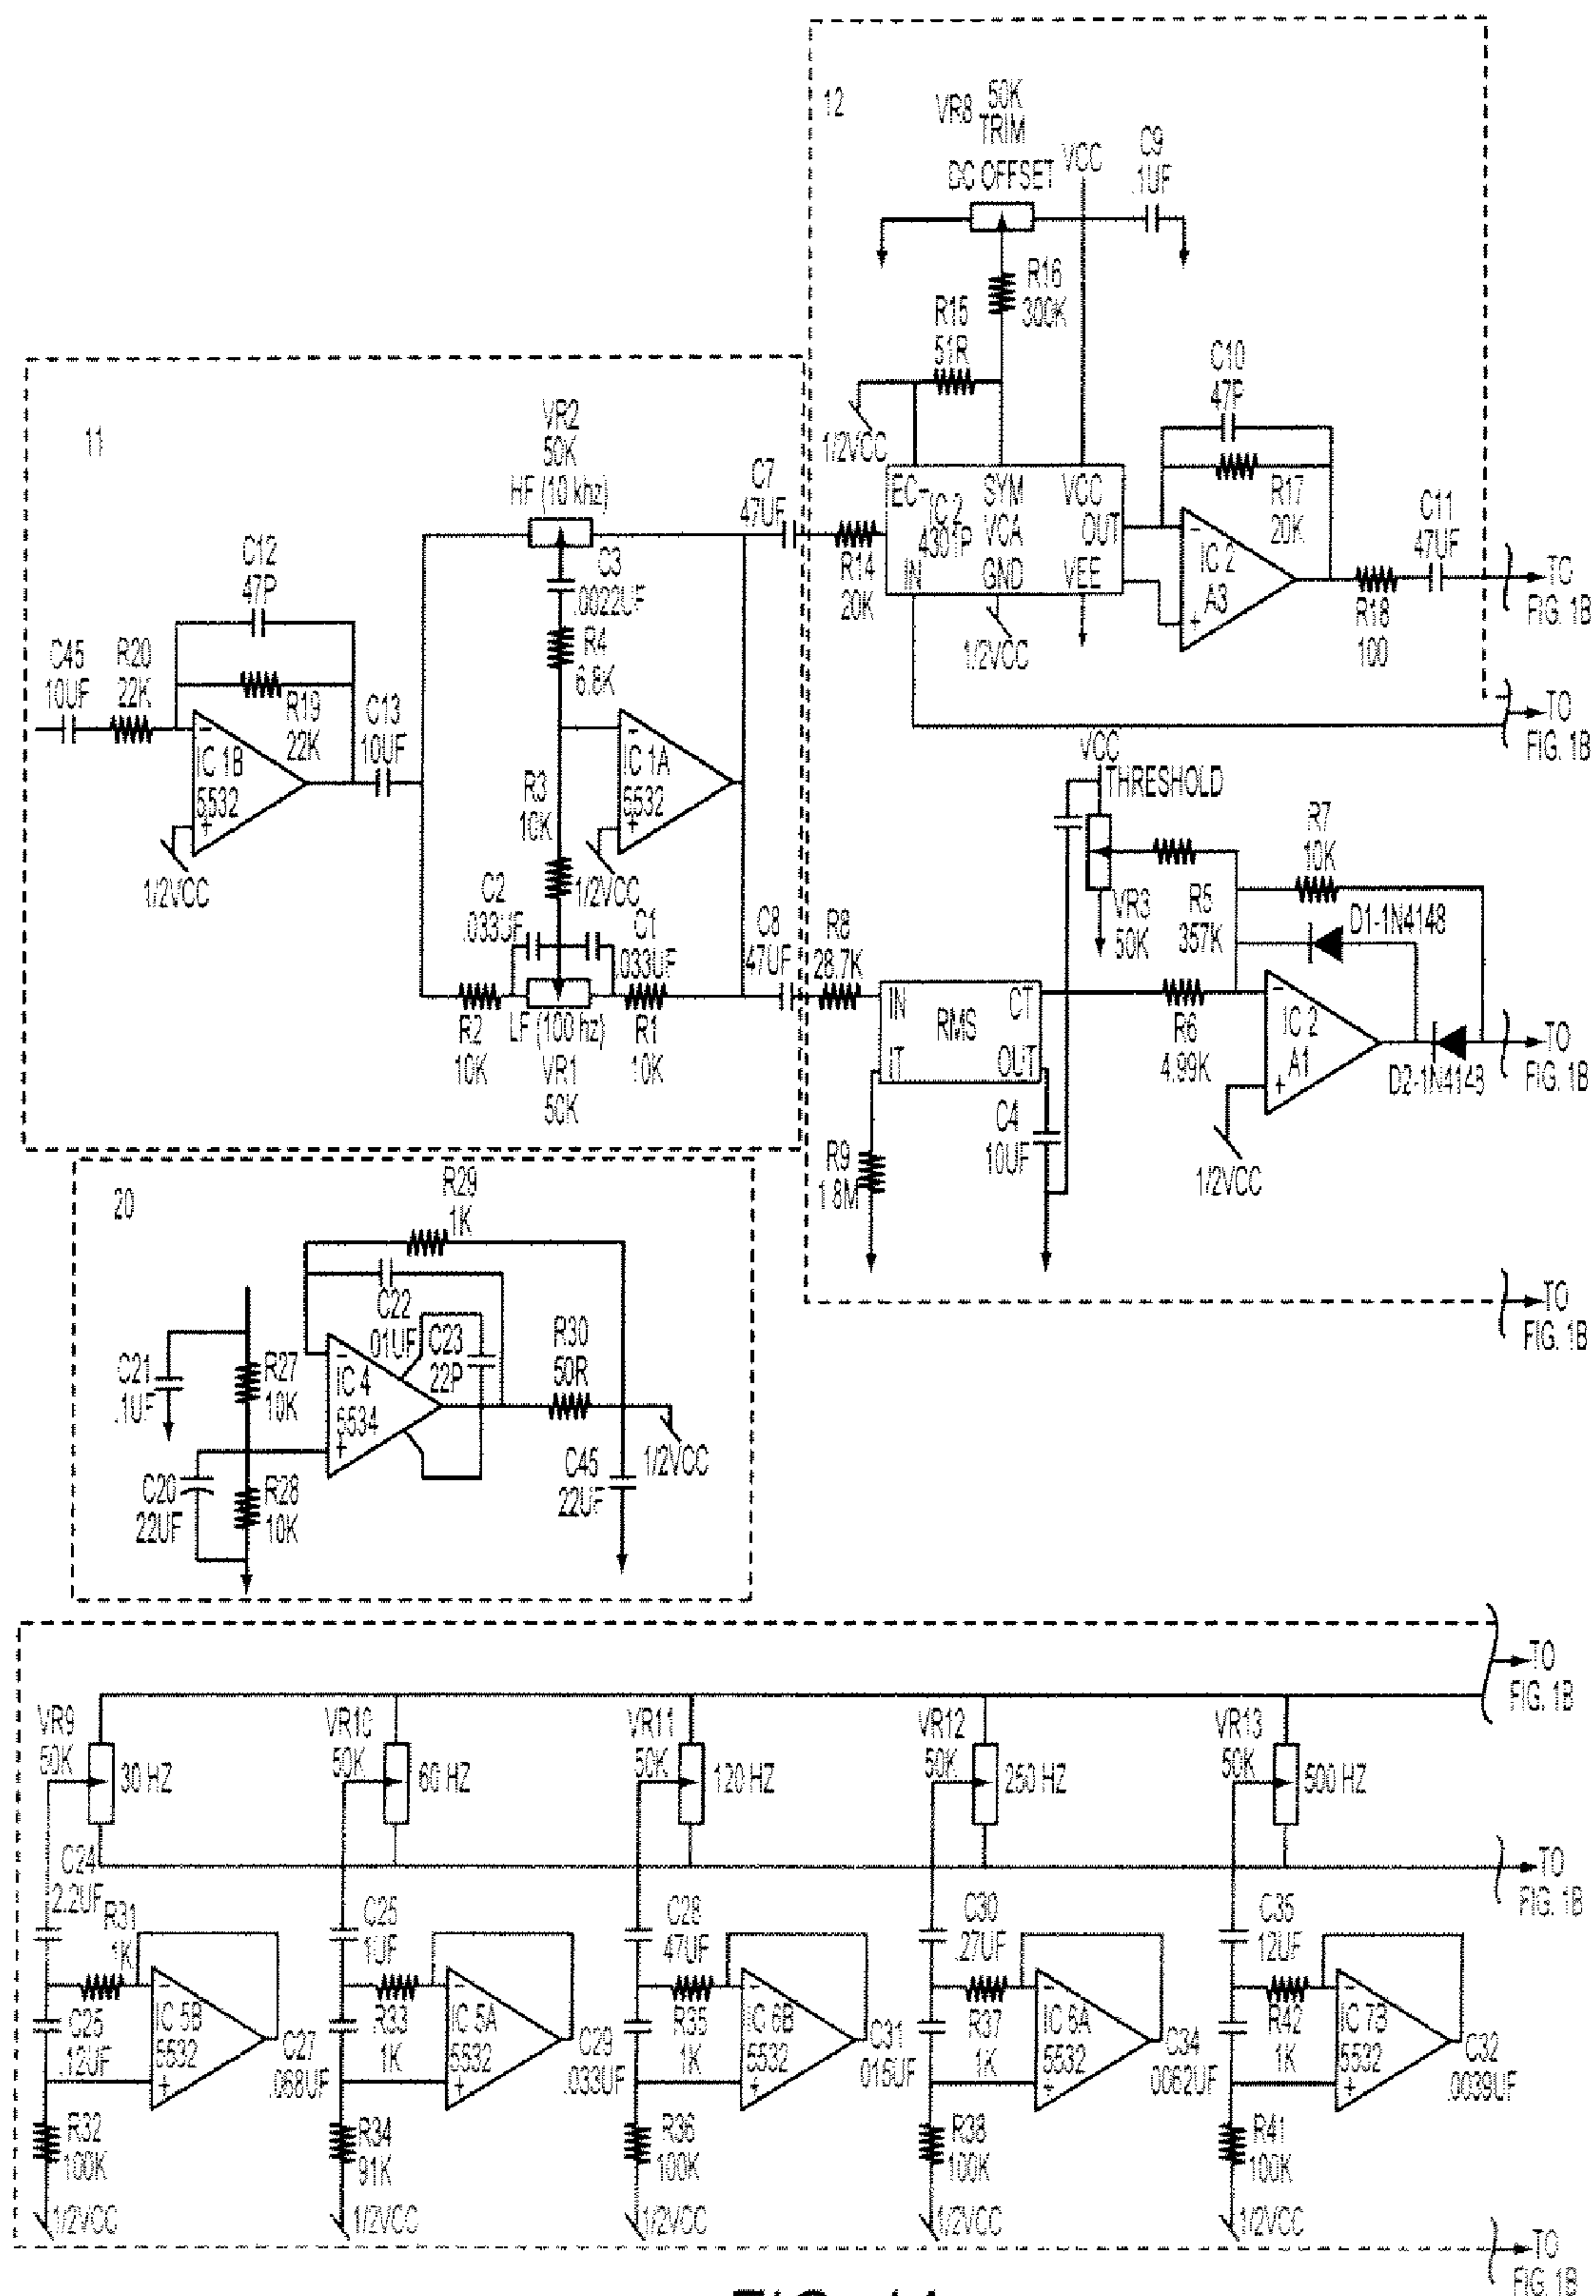 12
VR8
50K
TRIM
DC OFFSET
VCC
C9
.1UF
R16
300K
R15
51R
1/2VCC
C10
47P
R17
20K
C11
47UF
EC-
SYM
VCC
IC 2
VCA
4301P
OUT
IN
GND
VEE
1/2VCC
IC 2
A3
-
+
R18
100
TO
FIG. 1B
TO
FIG. 1B
11
VR2
50K
HF (10 khz)
C7
47UF
R14
20K
C3
.0022UF
R4
6.8K
C12
47P
C45
10UF
R20
22K
R19
22K
C13
10UF
IC 1B
5532
-
+
1/2VCC
IC 1A
5532
-
+
1/2VCC
R3
10K
C2
.033UF
C1
.033UF
C8
47UF
R2
10K
LF (100 hz)
VR1
50K
R1
10K
VCC
THRESHOLD
R7
10K
VR3
50K
R5
357K
D1-1N4148
R8
28.7K
IN
CT
RMS
IT
OUT
R6
4.99K
IC 2
A1
-
+
D2-1N4148
TO
FIG. 1B
R9
1.8M
C4
10UF
1/2VCC
TO
FIG. 1B
20
R29
1K
C22
01UF
C23
22P
R30
50R
C21
.1UF
R27
10K
IC 4
5534
-
+
C20
22UF
R28
10K
C45
22UF
1/2VCC
TO
FIG. 1B
VR9
50K
30 HZ
VR10
50K
60 HZ
VR11
50K
120 HZ
VR12
50K
250 HZ
VR13
50K
500 HZ
TO
FIG. 1B
C24
2.2UF
R31
1K
C26
1UF
C28
47UF
C30
.27UF
C35
12UF
C25
.12UF
IC 5B
5532
-
+
C27
.068UF
R33
1K
IC 5A
5532
-
+
C29
.033UF
R35
1K
IC 6B
5532
-
+
C31
015UF
R37
1K
IC 6A
5532
-
+
C34
.0062UF
R42
1K
IC 7B
5532
-
+
C32
.0039UF
R32
100K
R34
91K
R36
100K
R38
100K
R41
100K
1/2VCC
1/2VCC
1/2VCC
1/2VCC
1/2VCC
TO
FIG. 1B